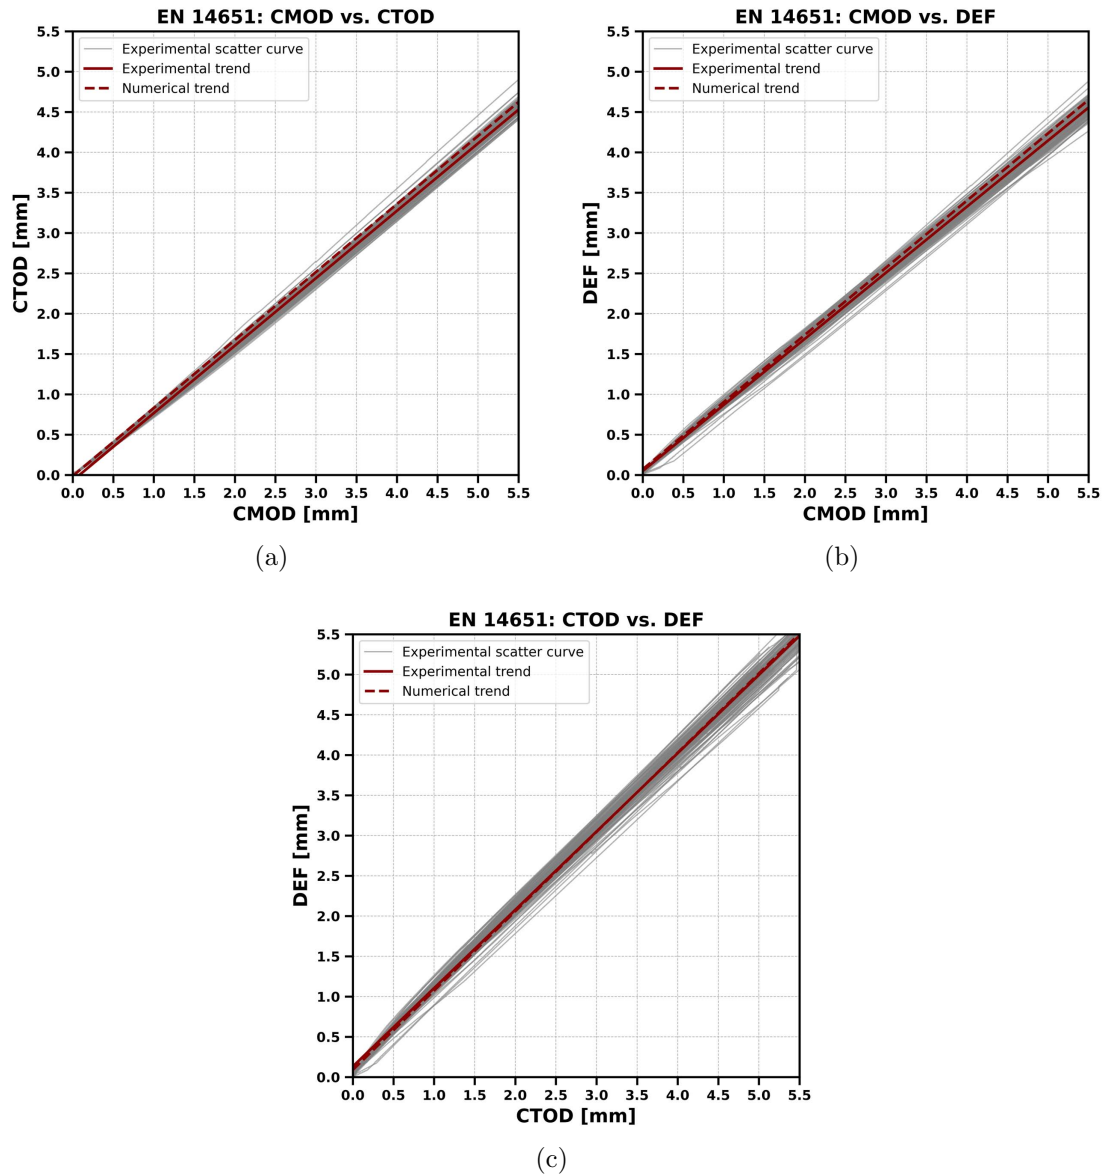 EN 14651: CMOD vs. CTOD
Experimental scatter curve
Experimental trend
Numerical trend
CTOD [mm]
5.5
5.0
4.5
4.0
3.5
3.0
2.5
2.0
1.5
1.0
0.5
0.0
0.0 0.5 1.0 1.5 2.0 2.5 3.0 3.5 4.0 4.5 5.0 5.5
CMOD [mm]
(a)
EN 14651: CMOD vs. DEF
Experimental scatter curve
Experimental trend
Numerical trend
DEF [mm]
5.5
5.0
4.5
4.0
3.5
3.0
2.5
2.0
1.5
1.0
0.5
0.0
0.0 0.5 1.0 1.5 2.0 2.5 3.0 3.5 4.0 4.5 5.0 5.5
CMOD [mm]
(b)
EN 14651: CTOD vs. DEF
Experimental scatter curve
Experimental trend
Numerical trend
DEF [mm]
5.5
5.0
4.5
4.0
3.5
3.0
2.5
2.0
1.5
1.0
0.5
0.0
0.0 0.5 1.0 1.5 2.0 2.5 3.0 3.5 4.0 4.5 5.0 5.5
CTOD [mm]
(c)